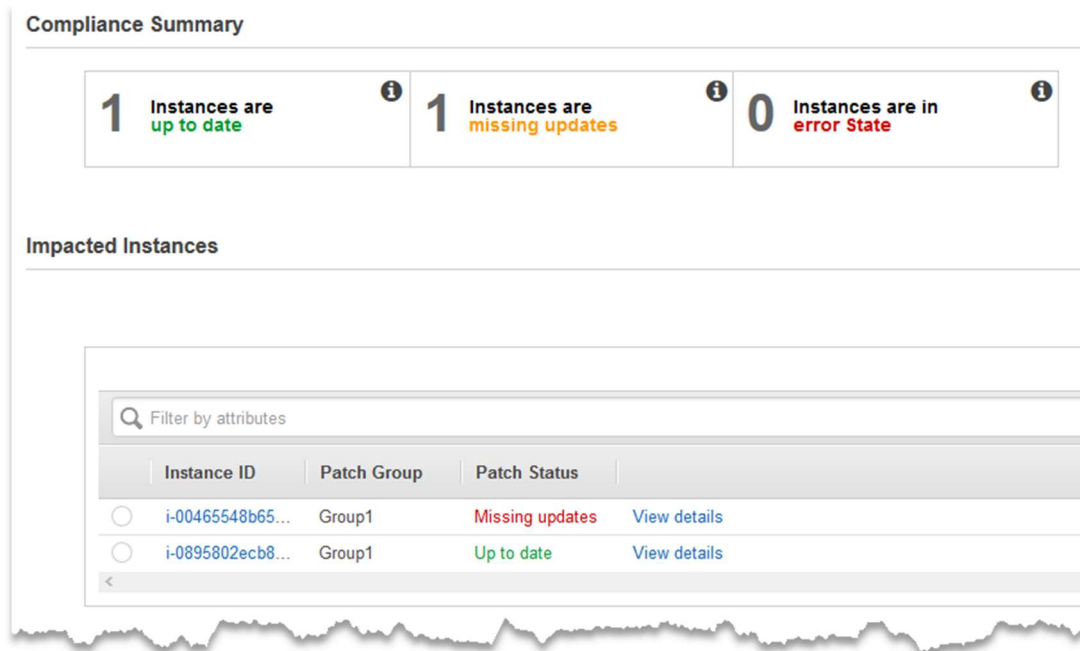 Compliance Summary
1 Instances are up to date
1 Instances are missing updates
0 Instances are in error State
Impacted Instances
Filter by attributes
Instance ID Patch Group Patch Status
i-00465548b65... Group1 Missing updates View details
i-0895802ecb8... Group1 Up to date View details